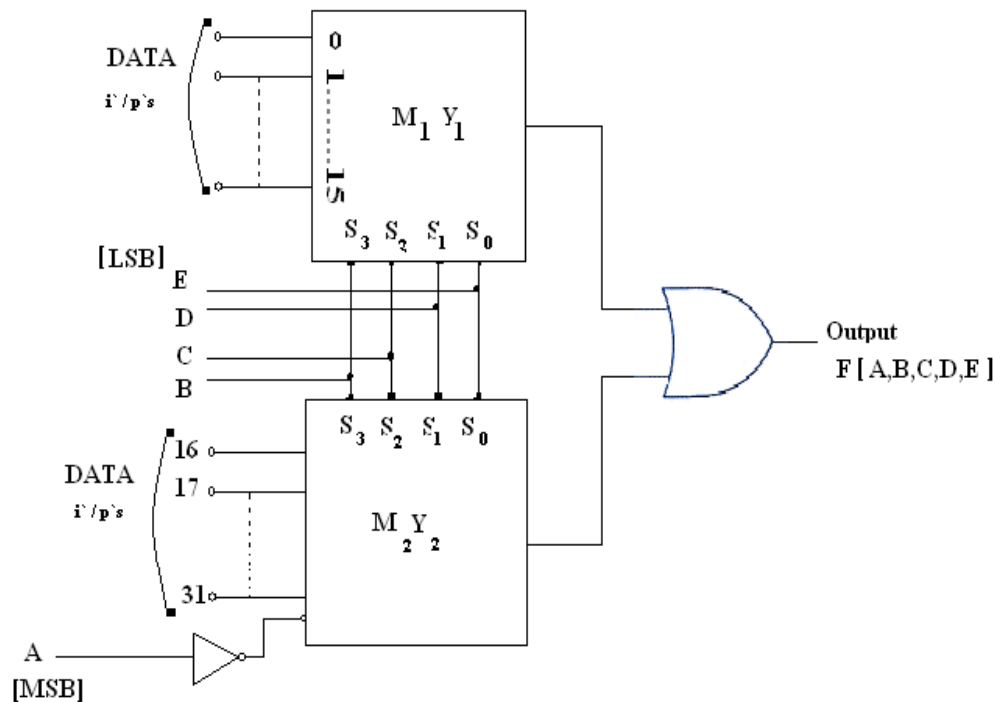 DATA
i`/p`s
0
1
15
M1 Y1
S3 S2 S1 S0
[LSB]
E
D
C
B
Output
F [ A,B,C,D,E ]
S3 S2 S1 S0
DATA
i`/p`s
16
17
31
M2 Y2
A
[MSB]